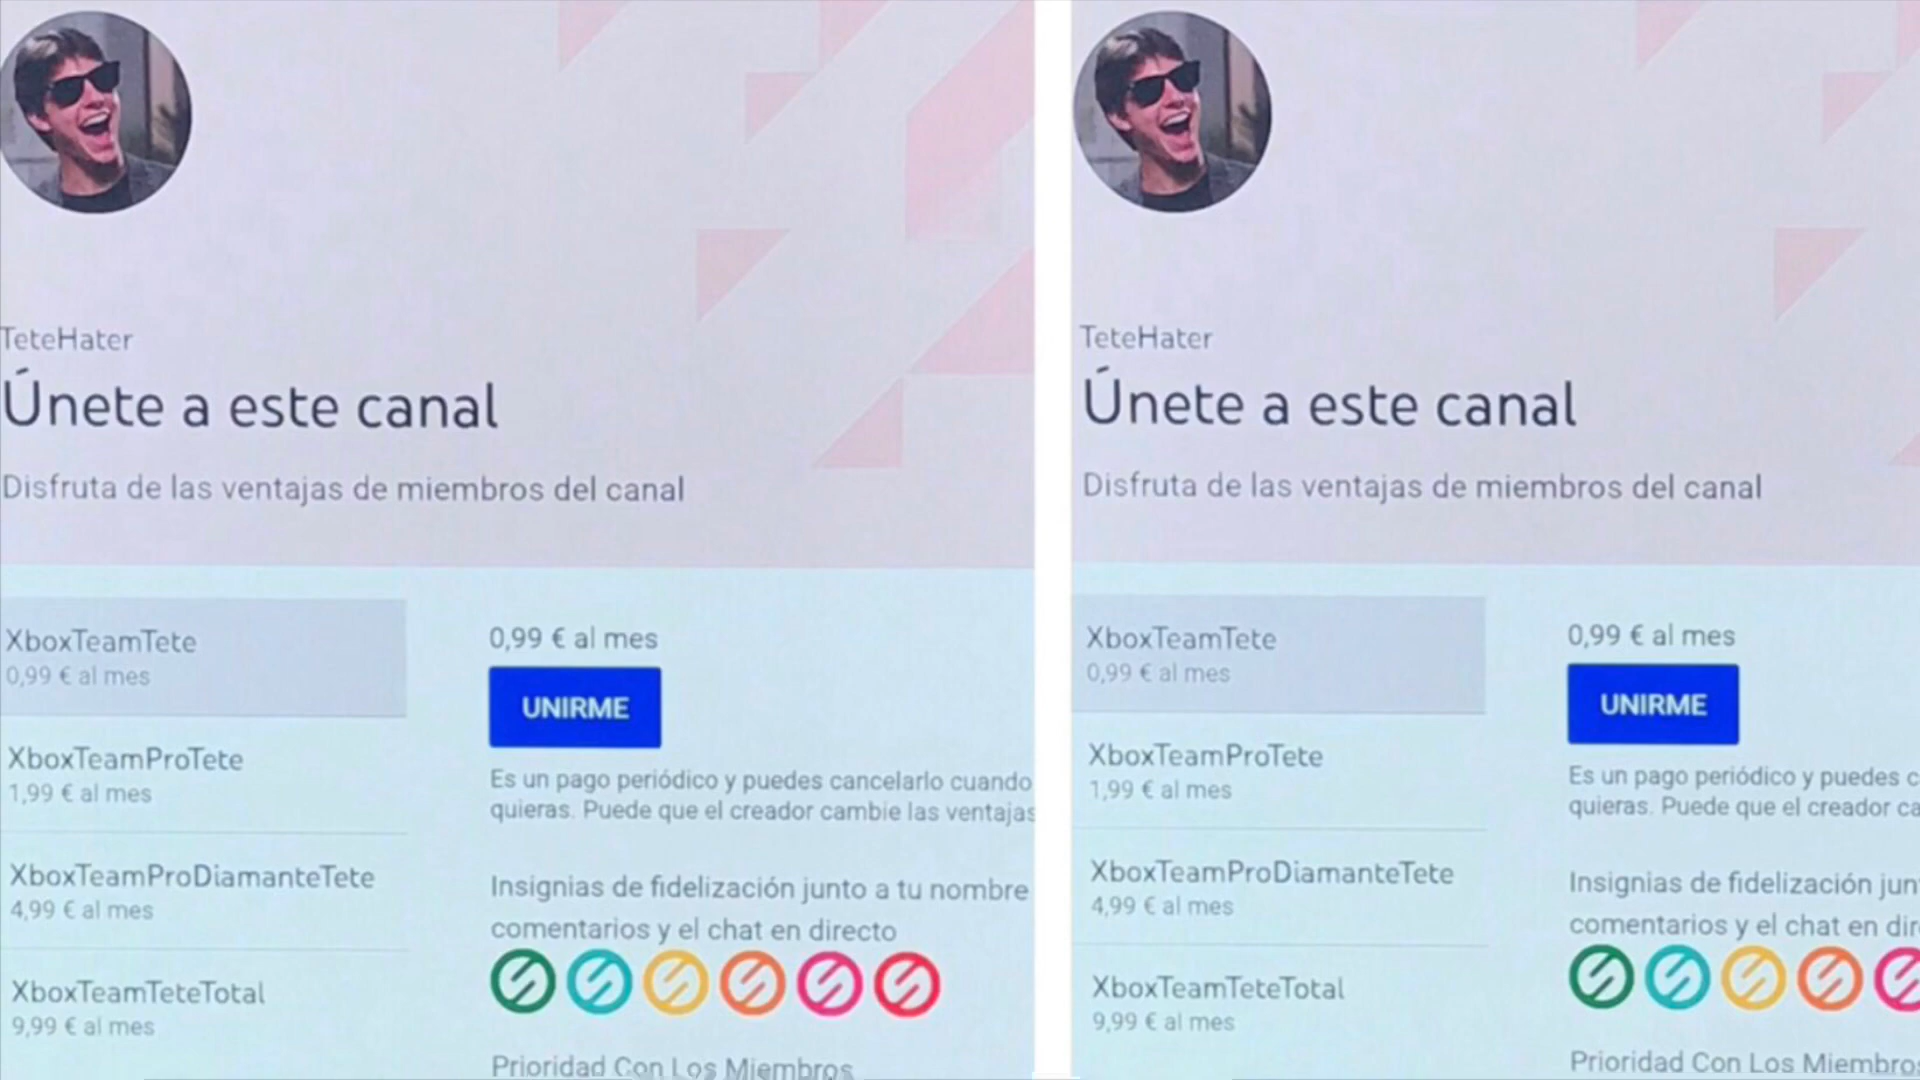 TeteHater
Únete a este canal
Disfruta de las ventajas de miembros del canal
XboxTeamTete
0,99 € al mes
XboxTeamProTete
1,99 € al mes
XboxTeamProDiamanteTete
4,99 € al mes
XboxTeamTeteTotal
9,99 € al mes
0,99 € al mes
UNIRME
Es un pago periódico y puedes cancelarlo cuando
quieras. Puede que el creador cambie las ventajas
Insignias de fidelización junto a tu nombre
comentarios y el chat en directo
Prioridad Con Los Miembros
TeteHater
Únete a este canal
Disfruta de las ventajas de miembros del canal
XboxTeamTete
0,99 € al mes
XboxTeamProTete
1,99 € al mes
XboxTeamProDiamanteTete
4,99 € al mes
XboxTeamTeteTotal
9,99 € al mes
0,99 € al mes
UNIRME
Es un pago periódico y puedes c
quieras. Puede que el creador ca
Insignias de fidelización jun
comentarios y el chat en dir
Prioridad Con Los Miembros